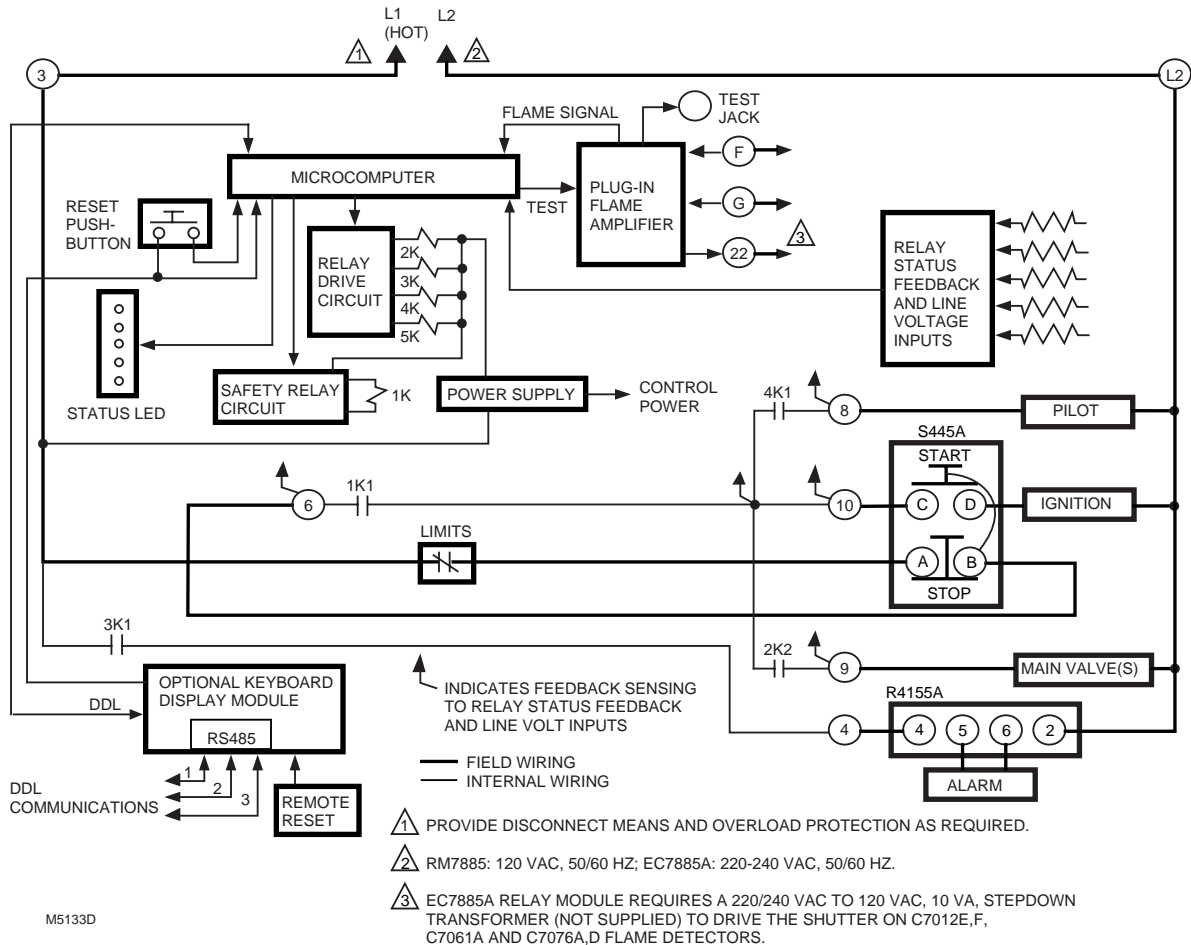 L1
(HOT)
L2
1
2
3
L2
FLAME SIGNAL
TEST
JACK
MICROCOMPUTER
TEST
PLUG-IN
FLAME
AMPLIFIER
F
G
22
3
RESET
PUSH-
BUTTON
RELAY
DRIVE
CIRCUIT
2K
3K
4K
5K
RELAY
STATUS
FEEDBACK
AND LINE
VOLTAGE
INPUTS
STATUS LED
SAFETY RELAY
CIRCUIT
1K
POWER SUPPLY
CONTROL
POWER
4K1
8
PILOT
S445A
START
6
1K1
10
C
D
IGNITION
LIMITS
A
B
STOP
3K1
2K2
9
MAIN VALVE(S)
OPTIONAL KEYBOARD
DISPLAY MODULE
DDL
RS485
INDICATES FEEDBACK SENSING
TO RELAY STATUS FEEDBACK
AND LINE VOLT INPUTS
R4155A
4
4
5
6
2
ALARM
FIELD WIRING
INTERNAL WIRING
DDL
COMMUNICATIONS
1
2
3
REMOTE
RESET
1 PROVIDE DISCONNECT MEANS AND OVERLOAD PROTECTION AS REQUIRED.
2 RM7885: 120 VAC, 50/60 HZ; EC7885A: 220-240 VAC, 50/60 HZ.
3 EC7885A RELAY MODULE REQUIRES A 220/240 VAC TO 120 VAC, 10 VA, STEPDOWN
TRANSFORMER (NOT SUPPLIED) TO DRIVE THE SHUTTER ON C7012E,F,
C7061A AND C7076A,D FLAME DETECTORS.
M5133D